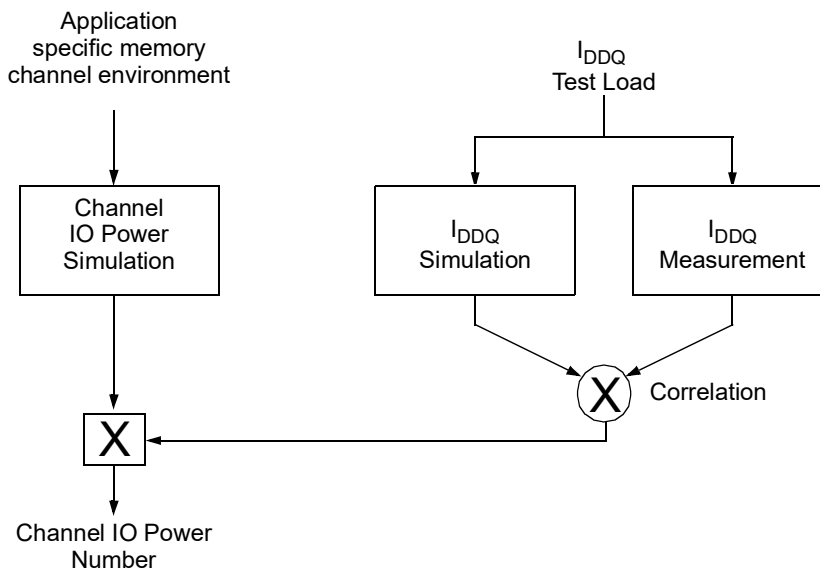 Application
specific memory
channel environment
IDDQ
Test Load
Channel
IO Power
Simulation
IDDQ
Simulation
IDDQ
Measurement
X
Correlation
X
Channel IO Power
Number